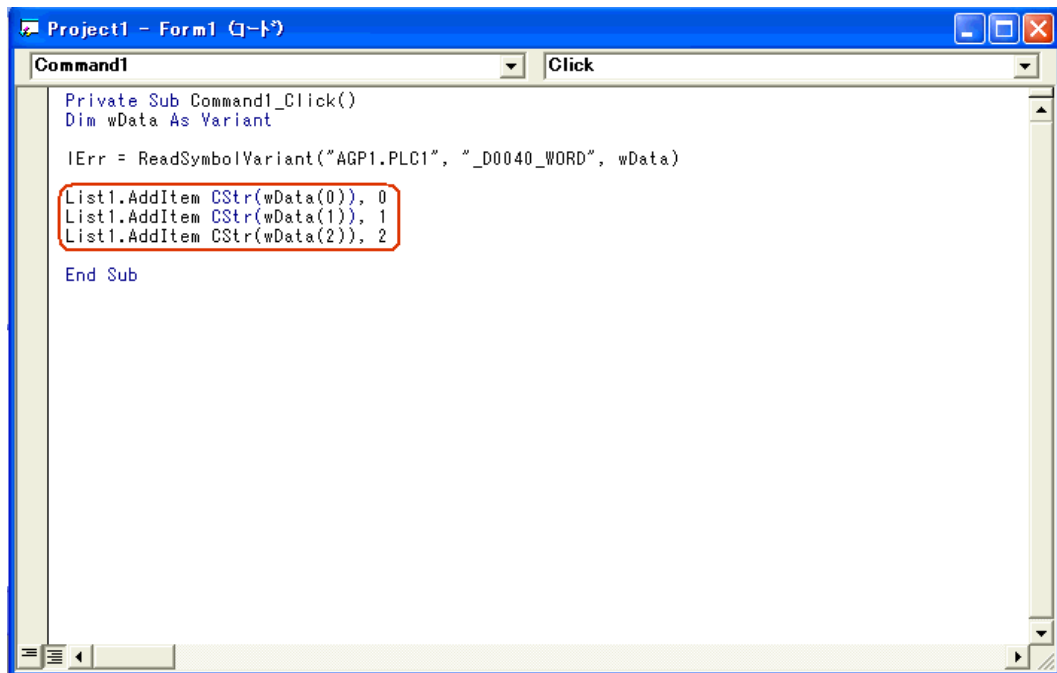 Project1 - Form1 (コード)
Command1
Click
Private Sub Command1_Click()
Dim wData As Variant
lErr = ReadSymbolVariant("AGP1.PLC1", "_D0040_WORD", wData)
List1.AddItem CStr(wData(0)), 0
List1.AddItem CStr(wData(1)), 1
List1.AddItem CStr(wData(2)), 2
End Sub